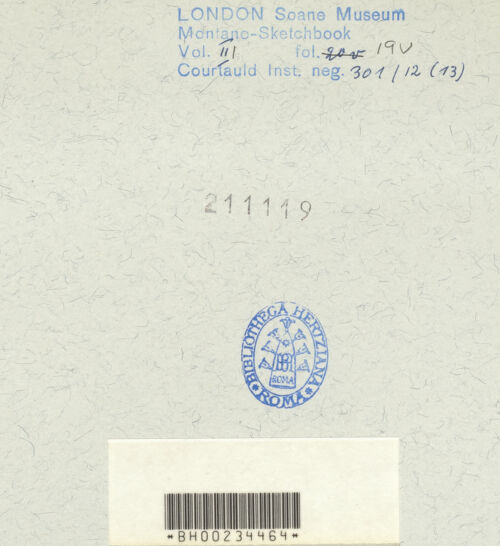 LONDON Soane Museum
Montano-Sketchbook
Vol. III fol. 20v 19v
Courtauld Inst. neg. 301/12 (13)
211119
BIBLIOTHECA HERTZIANA
ROMA
ROMA
*BH00234464*